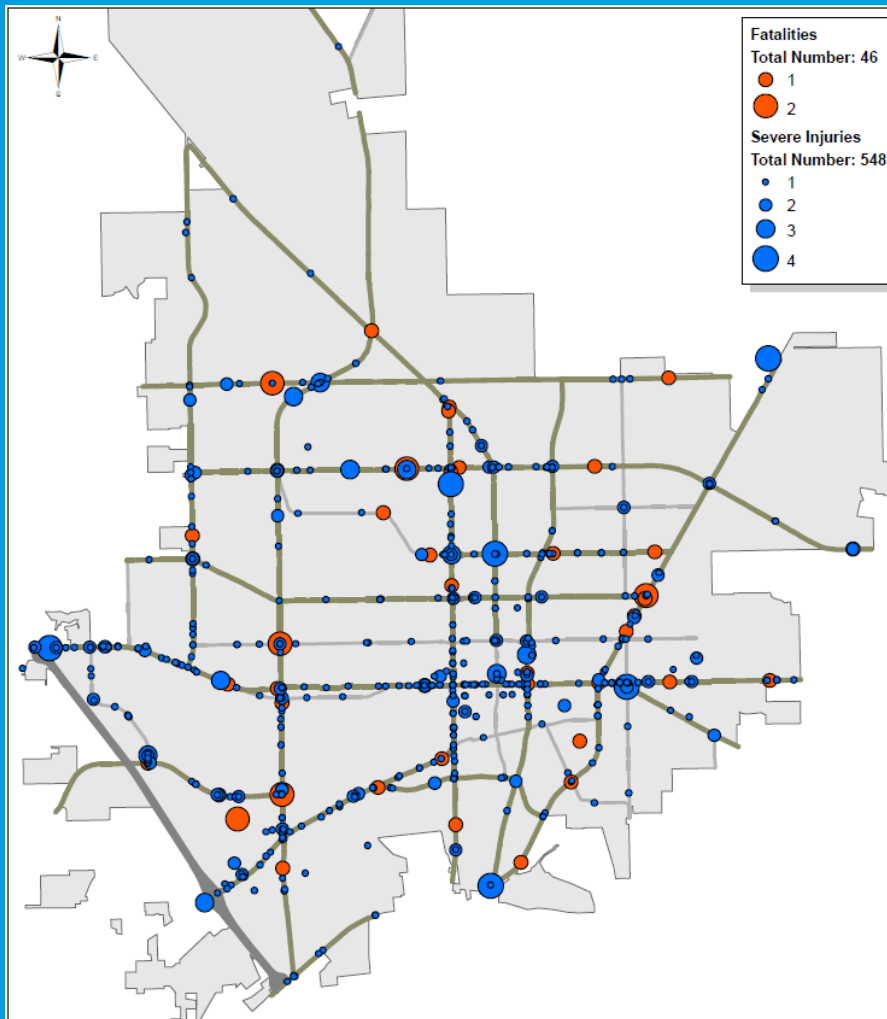 N
W
E
S
Fatalities
Total Number: 46
1
2
Severe Injuries
Total Number: 548
1
2
3
4